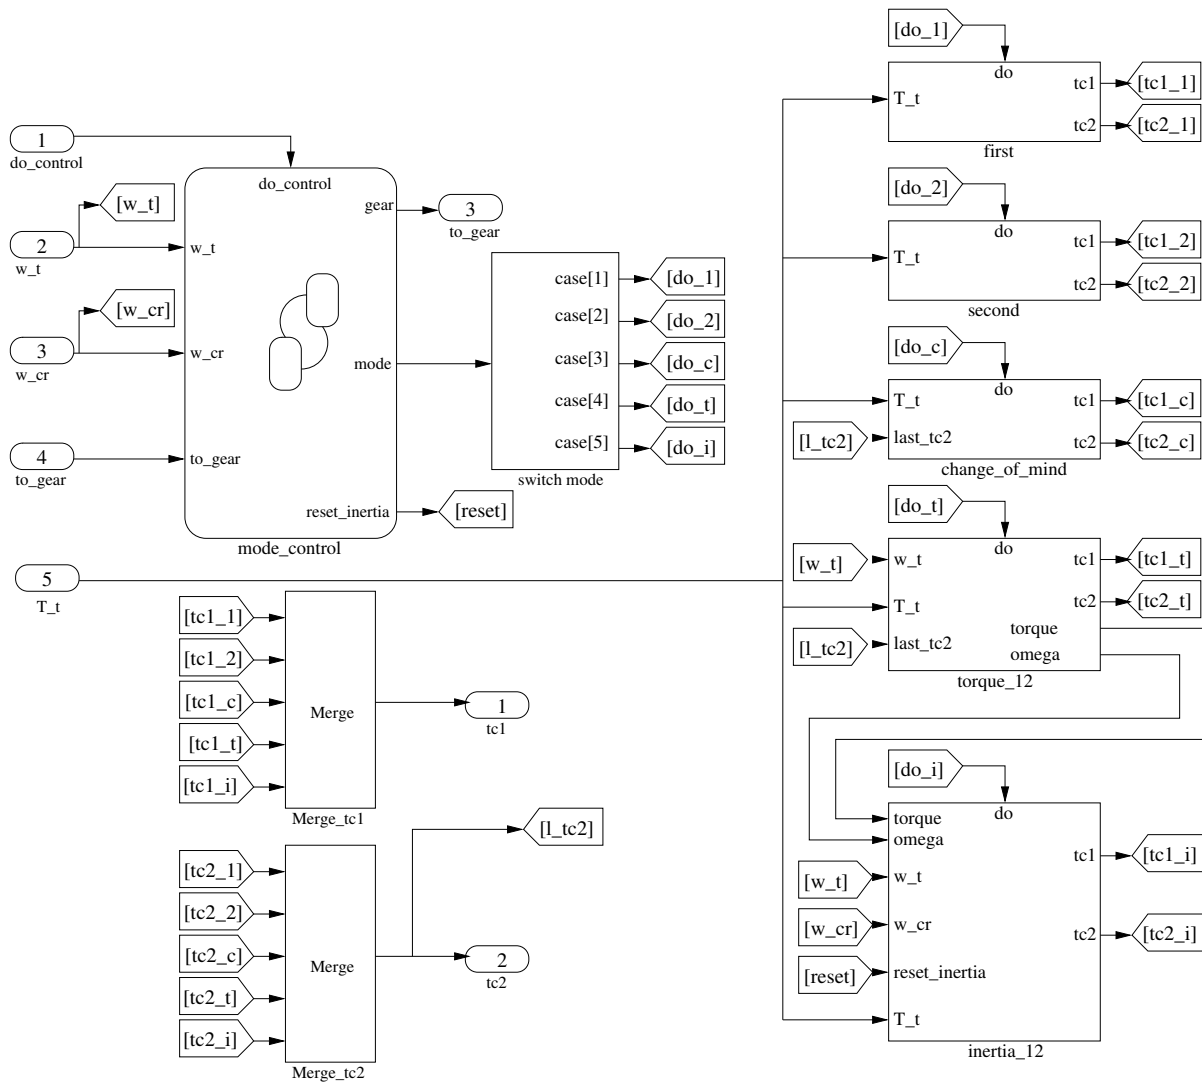 1
do_control
[w_t]
2
w_t
[w_cr]
3
w_cr
4
to_gear
5
T_t
do_control
w_t
w_cr
to_gear
gear
mode
reset_inertia
mode_control
3
to_gear
[reset]
case[1]
case[2]
case[3]
case[4]
case[5]
switch mode
[do_1]
[do_2]
[do_c]
[do_t]
[do_i]
[tc1_1]
[tc1_2]
[tc1_c]
[tc1_t]
[tc1_i]
Merge
Merge_tc1
1
tc1
[tc2_1]
[tc2_2]
[tc2_c]
[tc2_t]
[tc2_i]
Merge
Merge_tc2
[l_tc2]
2
tc2
[do_1]
do
T_t
tc1
tc2
first
[tc1_1]
[tc2_1]
[do_2]
do
T_t
tc1
tc2
second
[tc1_2]
[tc2_2]
[do_c]
do
T_t
[l_tc2]
last_tc2
tc1
tc2
change_of_mind
[tc1_c]
[tc2_c]
[do_t]
do
[w_t]
w_t
T_t
[l_tc2]
last_tc2
tc1
tc2
torque
omega
torque_12
[tc1_t]
[tc2_t]
[do_i]
do
torque
omega
[w_t]
w_t
[w_cr]
w_cr
[reset]
reset_inertia
T_t
tc1
tc2
inertia_12
[tc1_i]
[tc2_i]